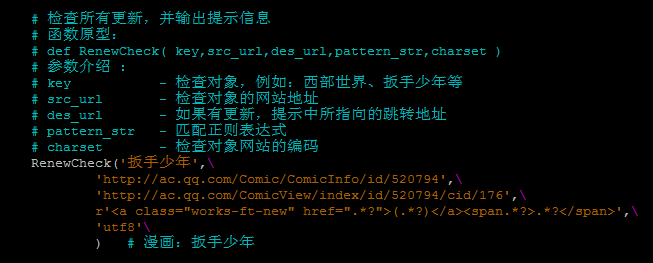 # 检查所有更新，并输出提示信息
# 函数原型：
# def RenewCheck( key,src_url,des_url,pattern_str,charset )
# 参数介绍 :
# key - 检查对象，例如：西部世界、扳手少年等
# src_url - 检查对象的网站地址
# des_url - 如果有更新，提示中所指向的跳转地址
# pattern_str - 匹配正则表达式
# charset - 检查对象网站的编码
RenewCheck('扳手少年',\
'http://ac.qq.com/Comic/ComicInfo/id/520794',\
'http://ac.qq.com/ComicView/index/id/520794/cid/176',\
r'<a class="works-ft-new" href=".*?">(.*?)</a><span.*?>.*?</span>',\
'utf8'\
) # 漫画：扳手少年